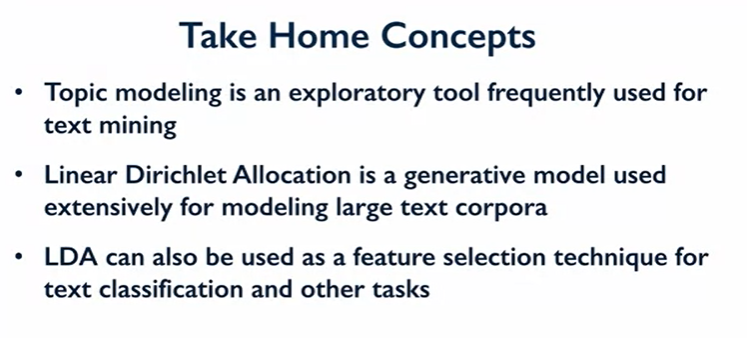 Take Home Concepts
• Topic modeling is an exploratory tool frequently used for
text mining
• Linear Dirichlet Allocation is a generative model used
extensively for modeling large text corpora
• LDA can also be used as a feature selection technique for
text classification and other tasks